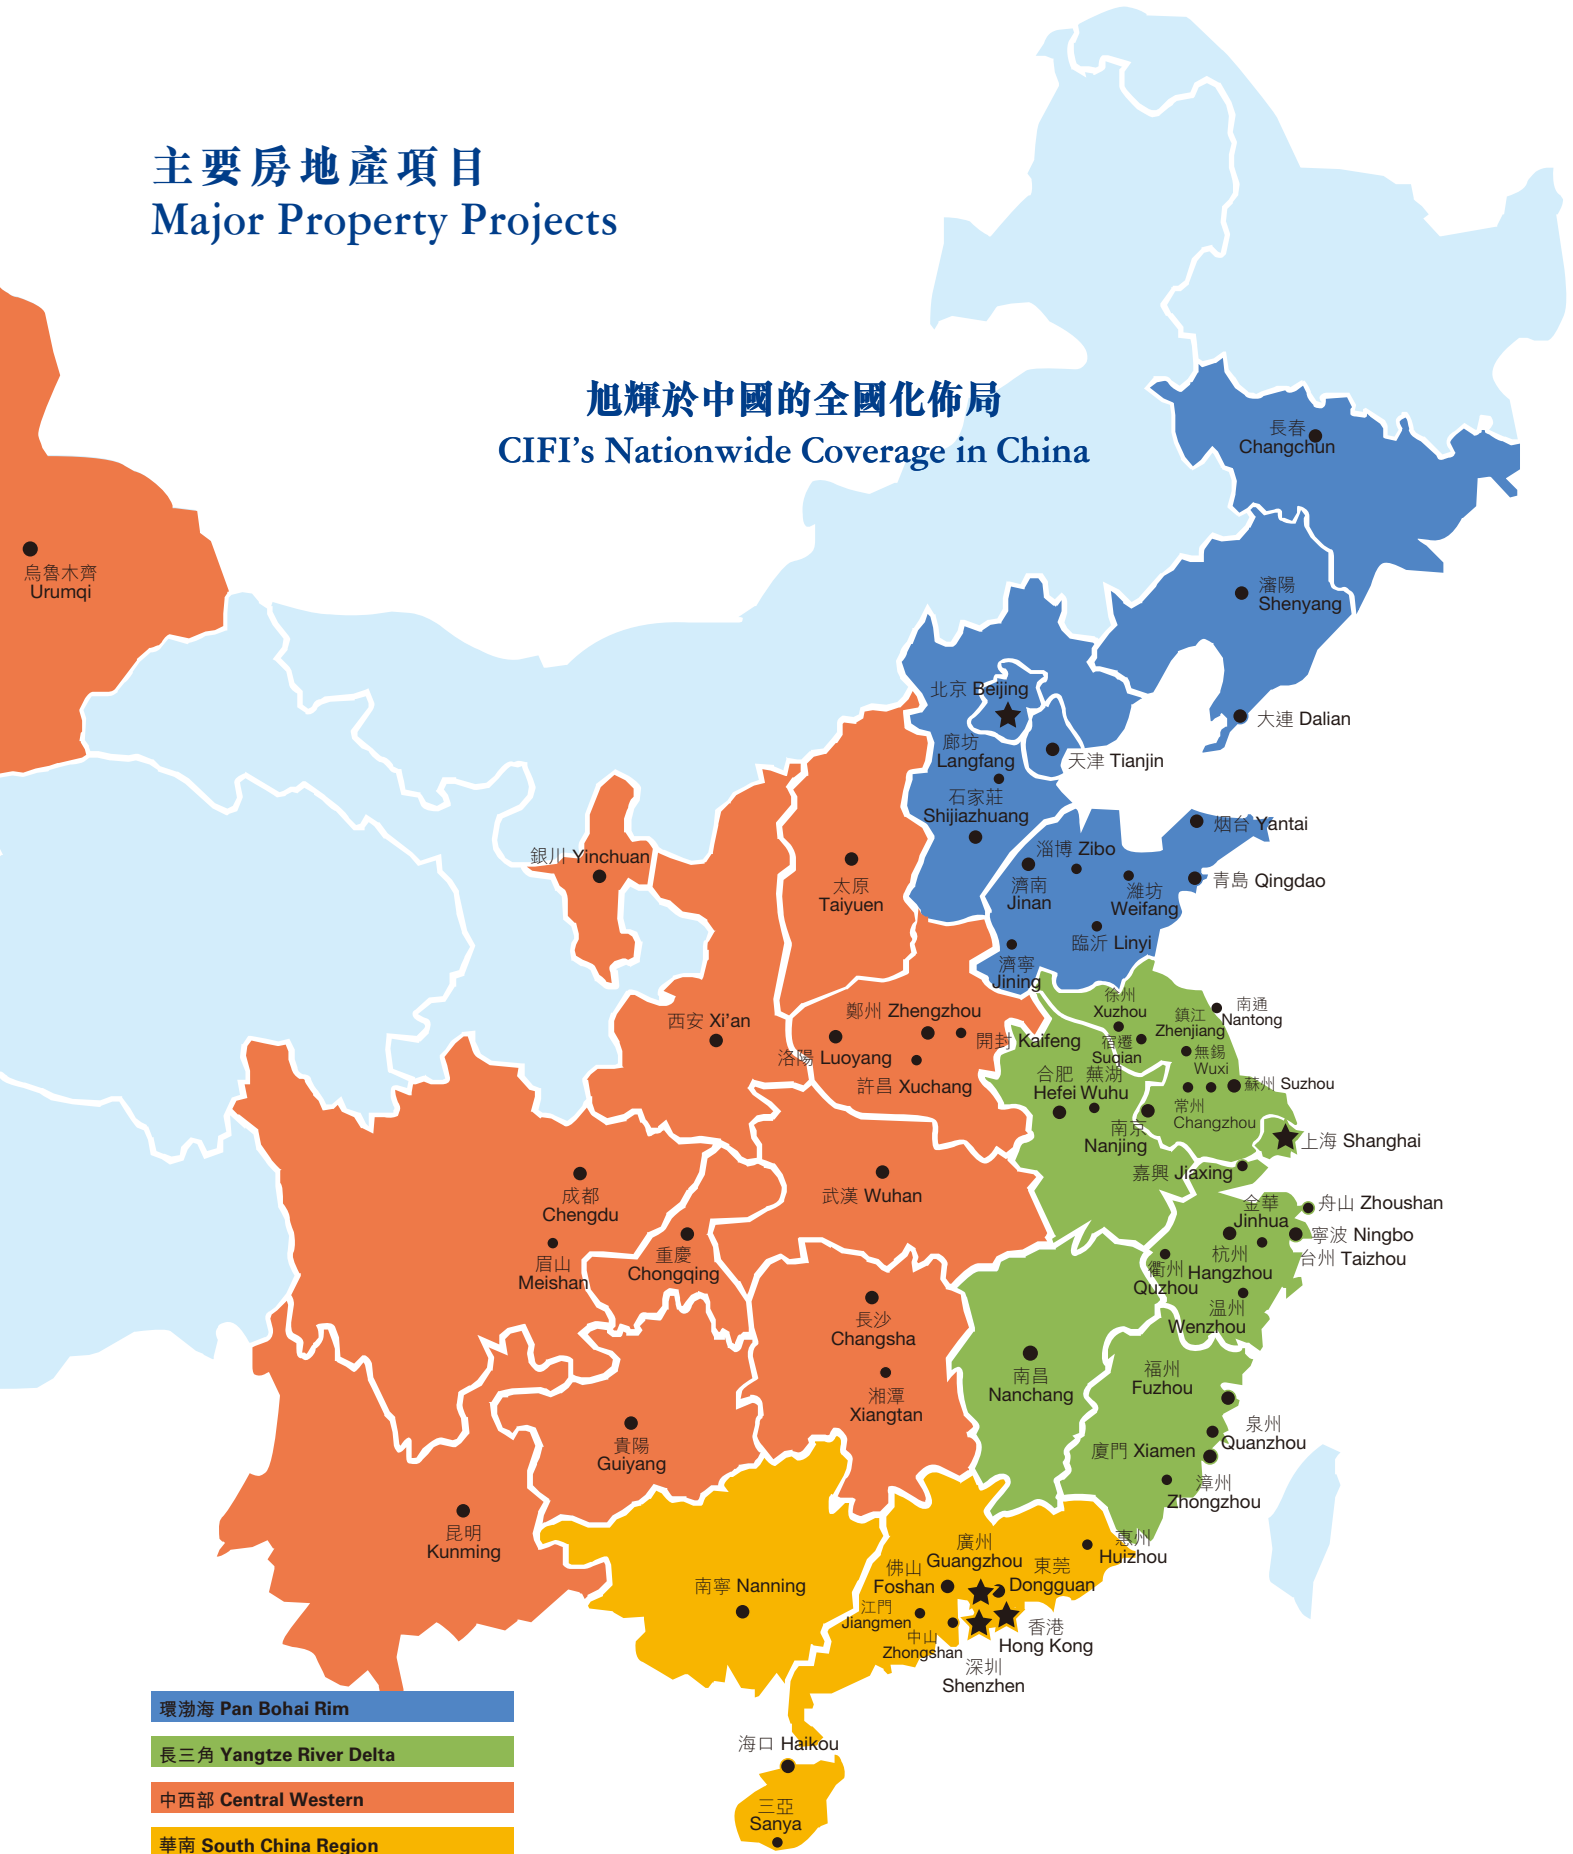 主要房地產項目
Major Property Projects
旭輝於中國的全國化佈局
CIFI’s Nationwide Coverage in China
長春
Changchun
烏魯木齊
Urumqi
瀋陽
Shenyang
北京 Beijing
大連 Dalian
廊坊
Langfang
天津 Tianjin
石家莊
Shijiazhuang
烟台 Yantai
淄博 Zibo
銀川 Yinchuan
太原
Taiyuen
濟南
Jinan
濰坊
Weifang
青島 Qingdao
臨沂 Linyi
濟寧
Jining
徐州
Xuzhou
南通
Nantong
鎮江
Zhenjiang
西安 Xi’an
鄭州 Zhengzhou
開封 Kaifeng
宿遷
Suqian
無錫
Wuxi
洛陽 Luoyang
許昌 Xuchang
合肥
Hefei
蕪湖
Wuhu
蘇州 Suzhou
常州
Changzhou
南京
Nanjing
上海 Shanghai
嘉興 Jiaxing
成都
Chengdu
武漢 Wuhan
金華
Jinhua
舟山 Zhoushan
寧波 Ningbo
台州 Taizhou
眉山
Meishan
重慶
Chongqing
衢州
Quzhou
杭州
Hangzhou
温州
Wenzhou
長沙
Changsha
南昌
Nanchang
福州
Fuzhou
湘潭
Xiangtan
泉州
Quanzhou
貴陽
Guiyang
廈門 Xiamen
漳州
Zhongzhou
昆明
Kunming
廣州
Guangzhou
惠州
Huizhou
佛山
Foshan
東莞
Dongguan
南寧 Nanning
江門
Jiangmen
中山
Zhongshan
香港
Hong Kong
深圳
Shenzhen
環渤海 Pan Bohai Rim
長三角 Yangtze River Delta
中西部 Central Western
華南 South China Region
海口 Haikou
三亞
Sanya